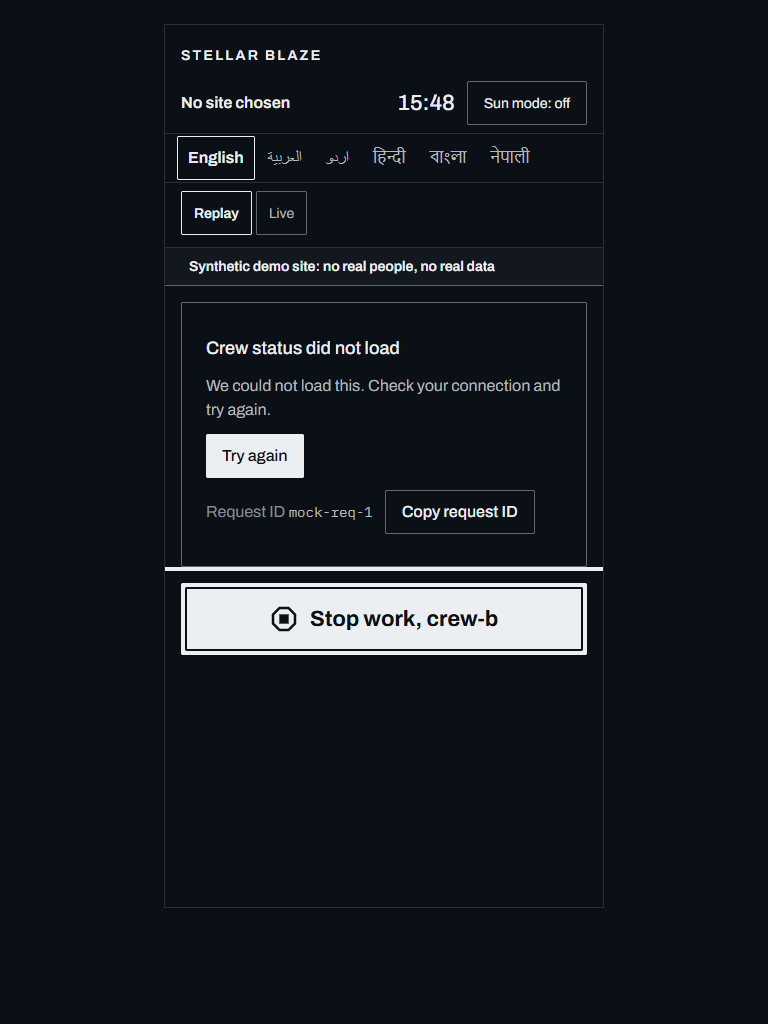 STELLAR BLAZE
No site chosen 15:48 Sun mode: off
English العربية اردو हिन्दी বাংলা नेपाली
Replay Live
Synthetic demo site: no real people, no real data
Crew status did not load
We could not load this. Check your connection and
try again.
Try again
Request ID mock-req-1 Copy request ID
Stop work, crew-b